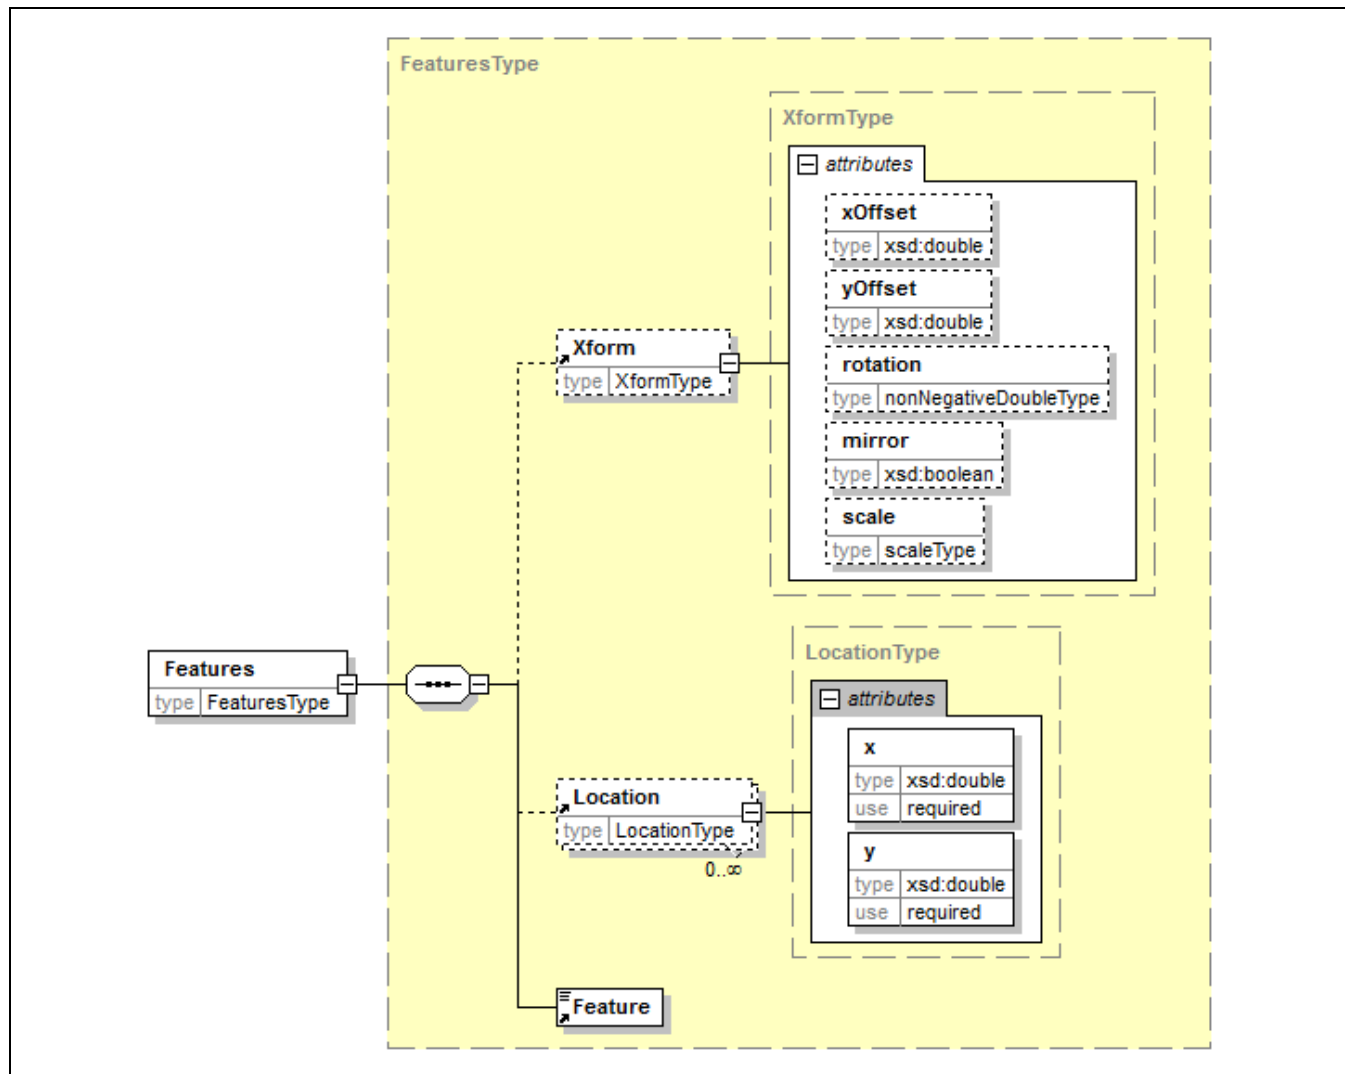 FeaturesType
XformType
attributes
xOffset
type xsd:double
yOffset
type xsd:double
rotation
type nonNegativeDoubleType
mirror
type xsd:boolean
scale
type scaleType
Xform
type XformType
Features
type FeaturesType
LocationType
attributes
x
type xsd:double
use required
y
type xsd:double
use required
Location
type LocationType
0..∞
Feature